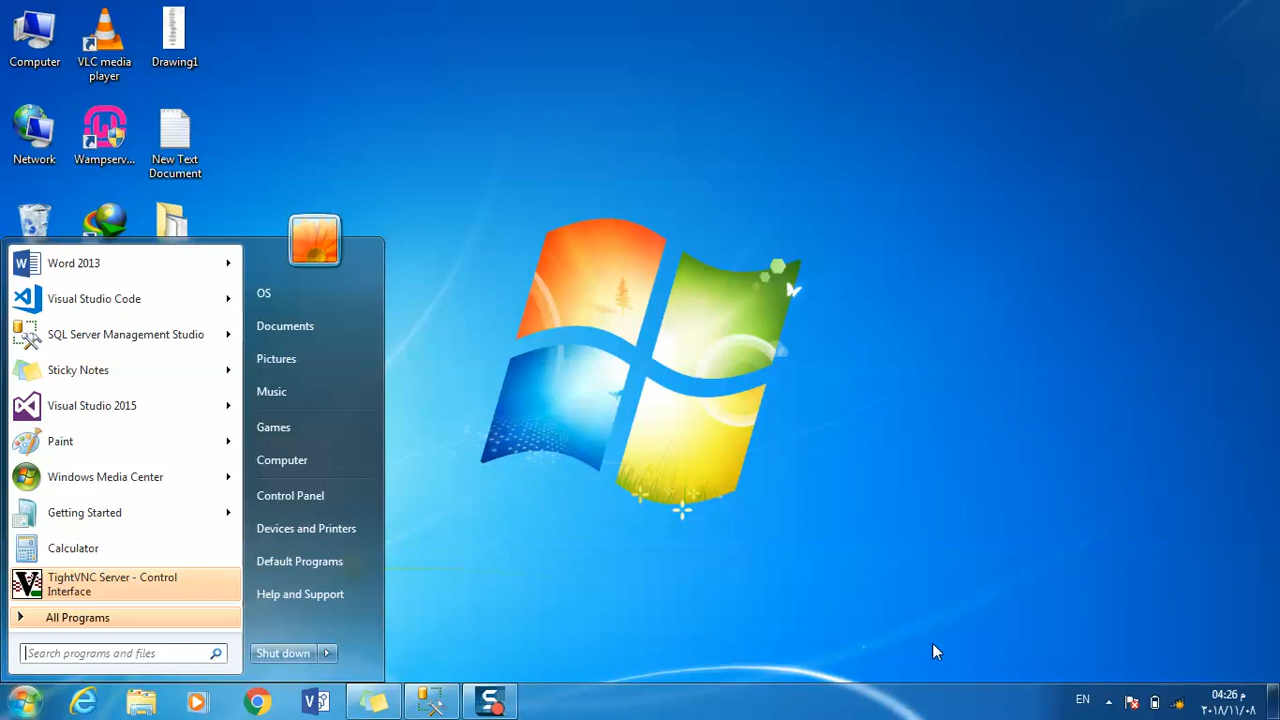 Computer
VLC media
player
Drawing1
Network
Wampserv...
New Text
Document
Word 2013
Visual Studio Code
SQL Server Management Studio
Sticky Notes
Visual Studio 2015
Paint
Windows Media Center
Getting Started
Calculator
TightVNC Server - Control
Interface
All Programs
Search programs and files
OS
Documents
Pictures
Music
Games
Computer
Control Panel
Devices and Printers
Default Programs
Help and Support
Shut down
EN
04:26 م
٢٠١٨/١١/٠٨